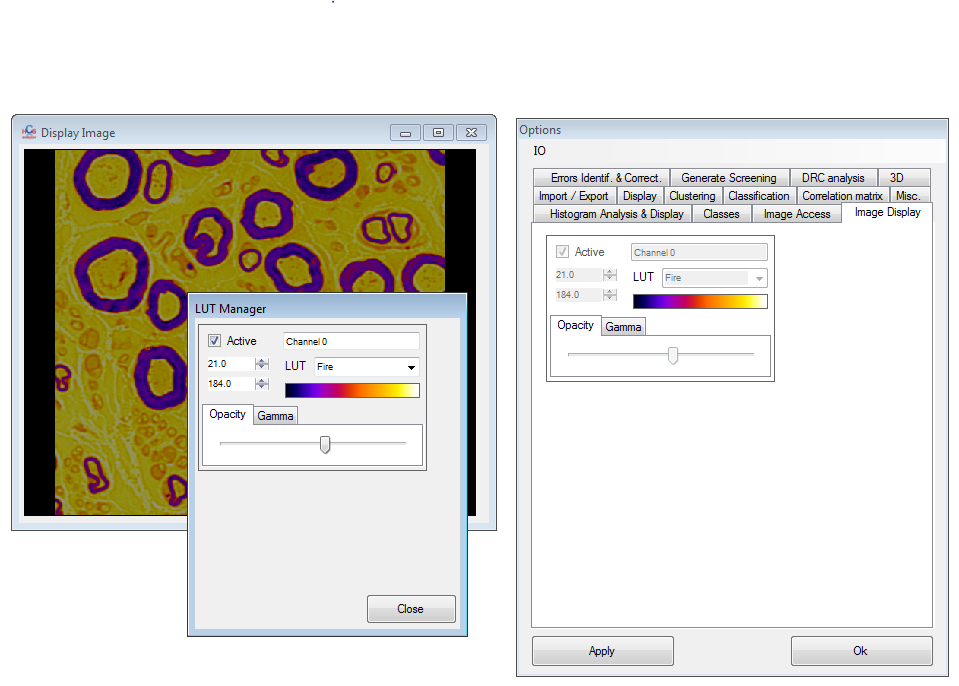 Display Image
LUT Manager
Active
Channel 0
21.0
LUT
Fire
184.0
Opacity
Gamma
Close
Options
IO
Errors Identif. & Correct.
Generate Screening
DRC analysis
3D
Import / Export
Display
Clustering
Classification
Correlation matrix
Misc.
Histogram Analysis & Display
Classes
Image Access
Image Display
Active
Channel 0
21.0
LUT
Fire
184.0
Opacity
Gamma
Apply
Ok